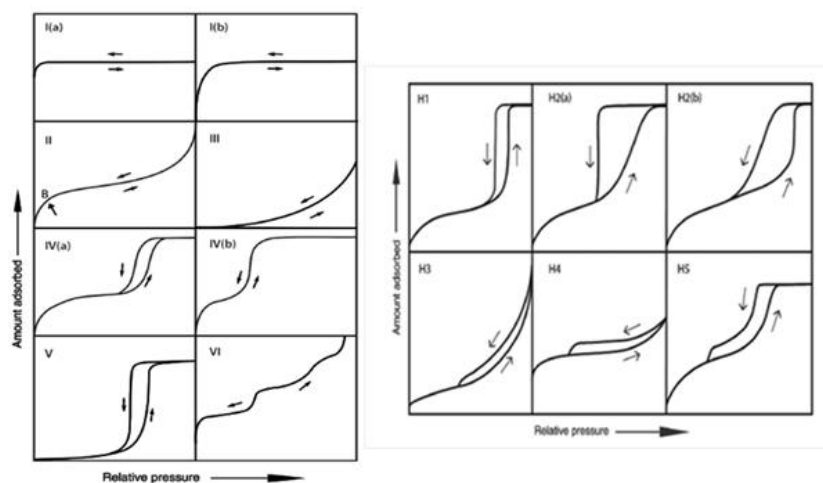 I(a)
I(b)
II
III
B
IV(a)
IV(b)
V
VI
Amount adsorbed
Relative pressure
H1
H2(a)
H2(b)
H3
H4
H5
Amount adsorbed
Relative pressure